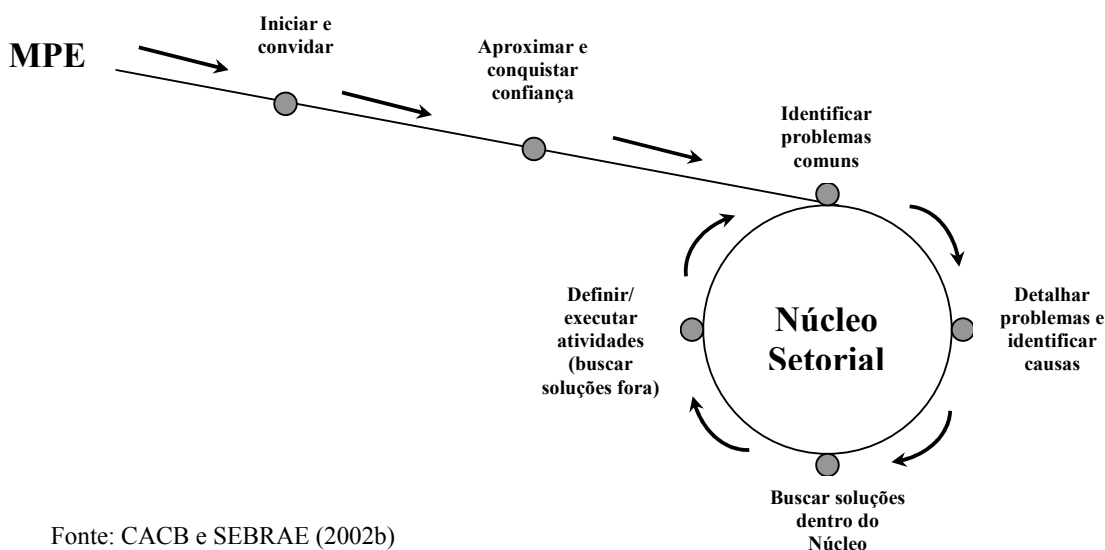 MPE
Iniciar e
convidar
Aproximar e
conquistar
confiança
Identificar
problemas
comuns
Detalhar
problemas e
identificar
causas
Buscar soluções
dentro do
Núcleo
Definir/
executar
atividades
(buscar
soluções fora)
Núcleo
Setorial
Fonte: CACB e SEBRAE (2002b)